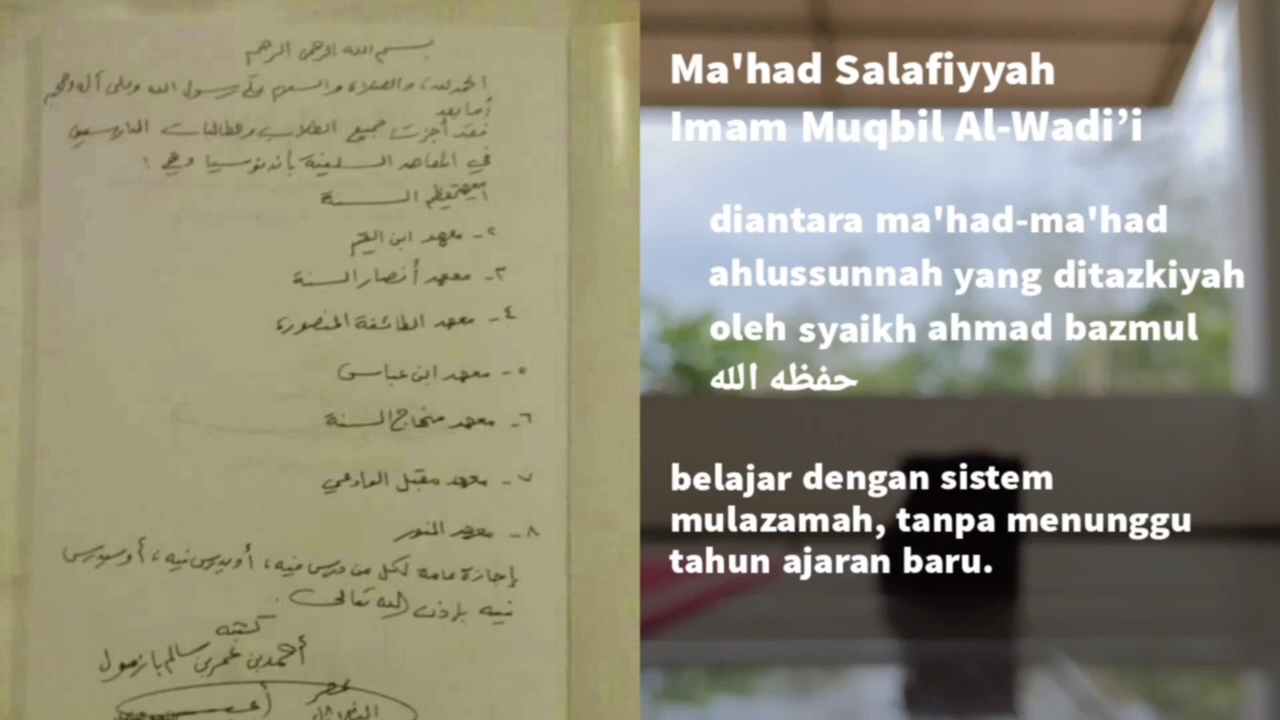 بسم الله الرحمن الرحيم
الحمد لله، والصلاة والسلام على رسول الله وعلى آله وصحبه
أما بعد
فقد أجزت جميع الطلاب والطالبات الدارسين
في المعاهد السلفية بأندنوسيا وهي :
السنة
٢- معهد ابن القيم
٣- معهد أنصار السنة
٤- معهد الطائفة المنصورة
٥- معهد ابن عباس
٦- معهد منهاج السنة
٧- معهد مقبل الوادعي
٨- معهد المنور
إجازة عامة لكل من درس فيه، أو يدرس فيه، أو سيدرس
فيه بإذن الله تعالى.
كتبه
أحمد بن عمر بن سالم بازمول
عصر
Ma'had Salafiyyah
Imam Muqbil Al-Wadi’i
diantara ma'had-ma'had
ahlussunnah yang ditazkiyah
oleh syaikh ahmad bazmul
حفظه الله
belajar dengan sistem
mulazamah, tanpa menunggu
tahun ajaran baru.